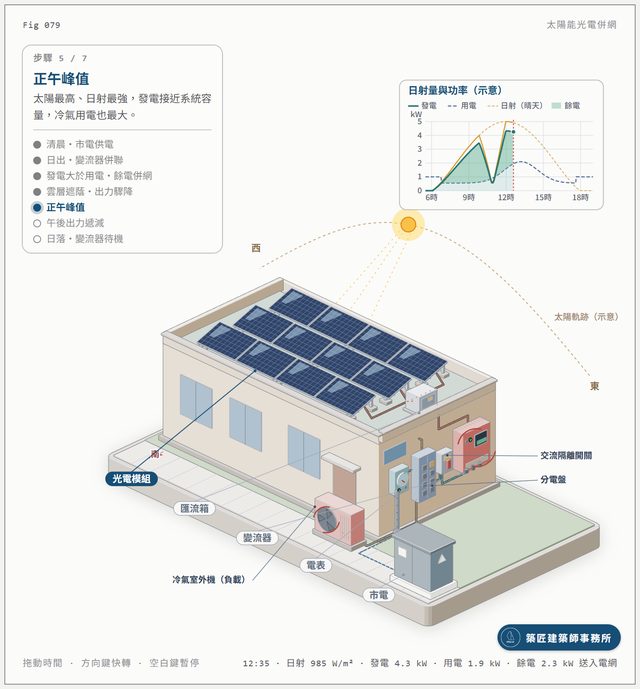 Fig 079
太陽能光電併網
步驟 5 / 7
正午峰值
太陽最高、日射最強，發電接近系統容
量，冷氣用電也最大。
清晨・市電供電
日出・變流器併聯
發電大於用電・餘電併網
雲層遮蔭・出力驟降
正午峰值
午後出力遞減
日落・變流器待機
日射量與功率（示意）
發電 用電 日射（晴天） 餘電
kW
5
4
3
2
1
0
6時 9時 12時 15時 18時
西
太陽軌跡（示意）
東
南
光電模組
匯流箱
變流器
電表
市電
冷氣室外機（負載）
交流隔離開關
分電盤
築匠建築師事務所
拖動時間 · 方向鍵快轉 · 空白鍵暫停
12:35 · 日射 985 W/m² · 發電 4.3 kW · 用電 1.9 kW · 餘電 2.3 kW 送入電網